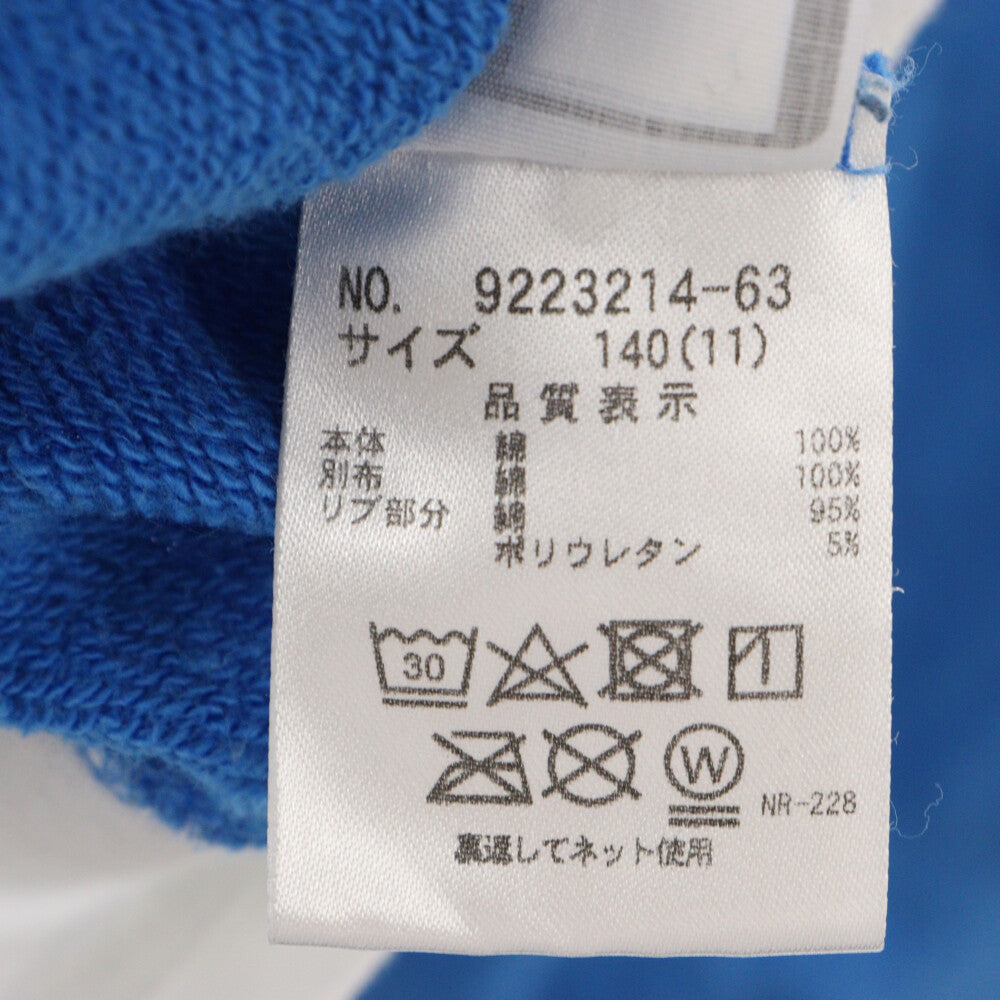 NO. 9223214-63
サイズ 140(11)
品質表示
本体 綿 100%
別布 綿 100%
リブ部分 綿 95%
ポリウレタン 5%
30
W NR-228
裏返してネット使用